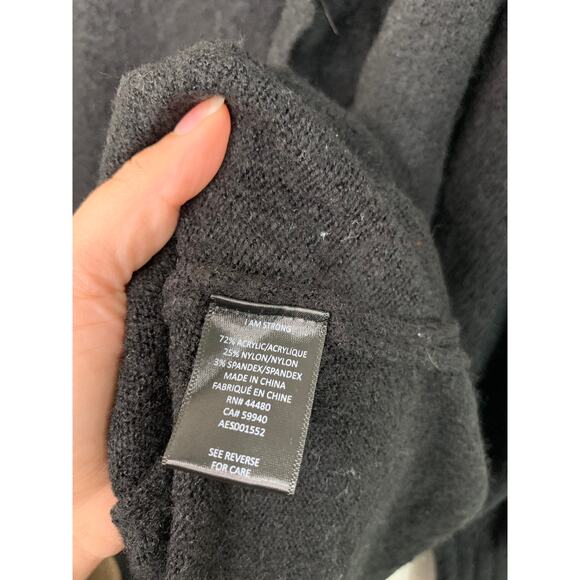 I AM STRONG
72% ACRYLIC/ACRYLIQUE
25% NYLON/NYLON
3% SPANDEX/SPANDEX
MADE IN CHINA
FABRIQUÉ EN CHINE
RN# 44480
CA# 59940
AES001552
SEE REVERSE
FOR CARE